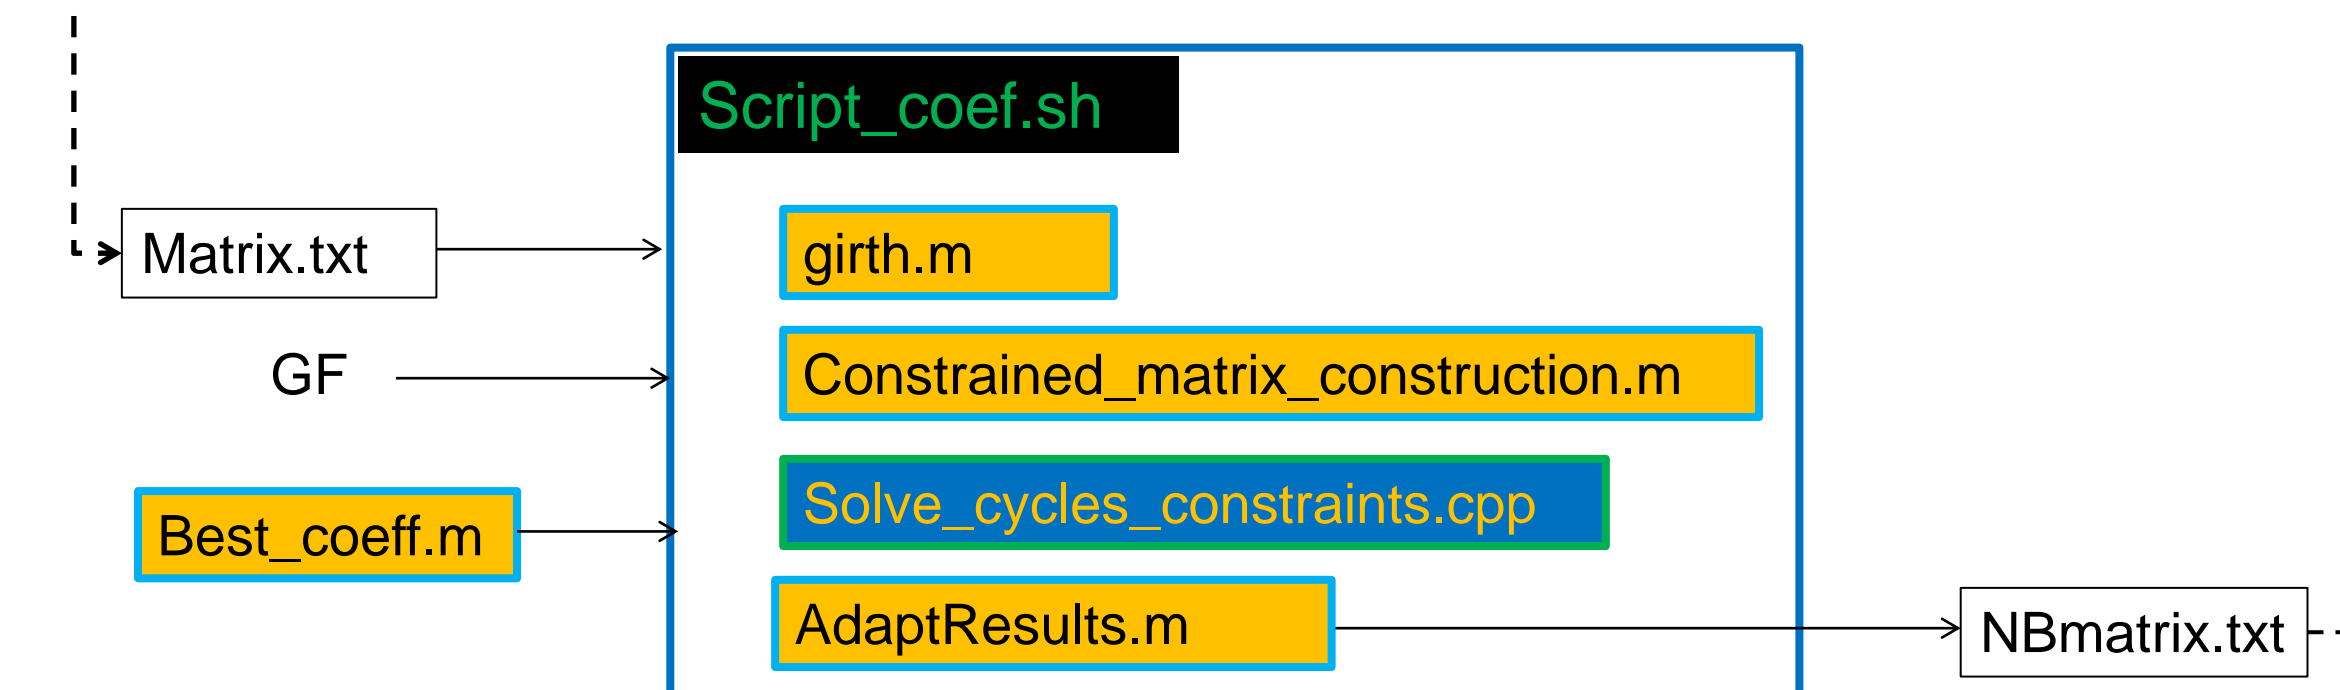 Script_coef.sh
Matrix.txt
girth.m
GF
Constrained_matrix_construction.m
Best_coeff.m
Solve_cycles_constraints.cpp
AdaptResults.m
NBmatrix.txt